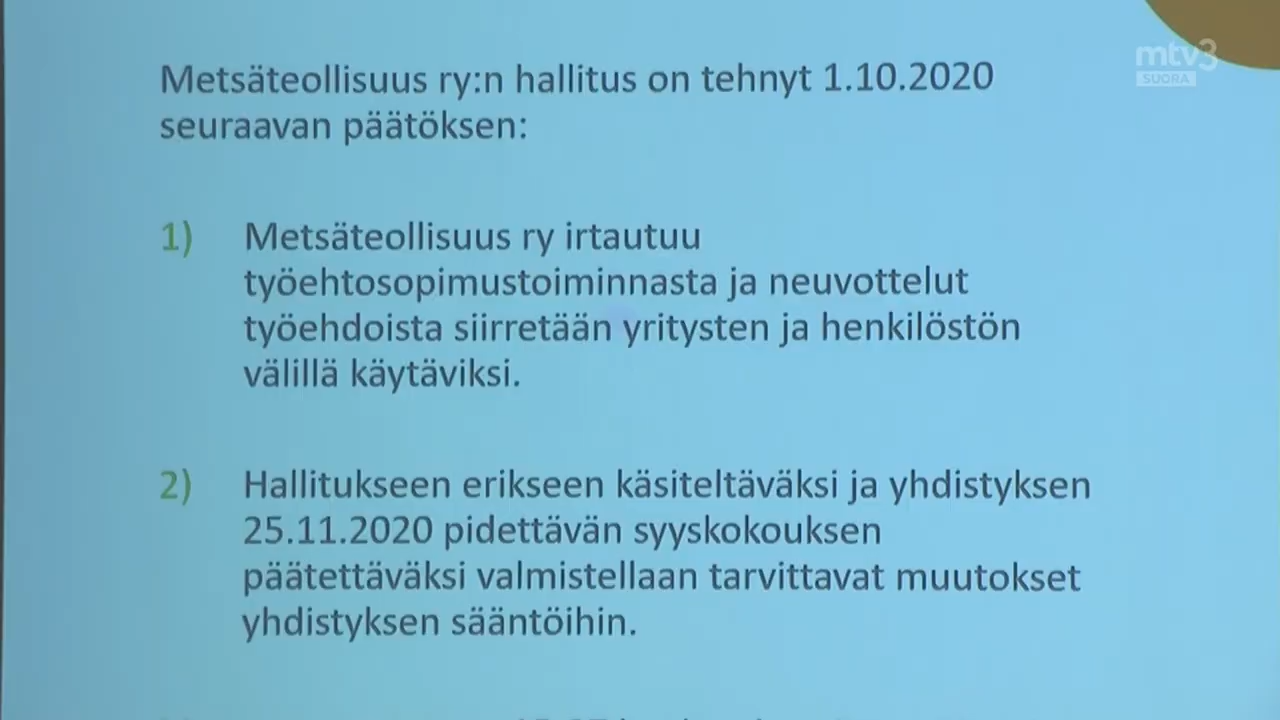 mtv3
SUORA
Metsäteollisuus ry:n hallitus on tehnyt 1.10.2020
seuraavan päätöksen:
1) Metsäteollisuus ry irtautuu
työehtosopimustoiminnasta ja neuvottelut
työehdoista siirretään yritysten ja henkilöstön
välillä käytäviksi.
2) Hallitukseen erikseen käsiteltäväksi ja yhdistyksen
25.11.2020 pidettävän syyskokouksen
päätettäväksi valmistellaan tarvittavat muutokset
yhdistyksen sääntöihin.